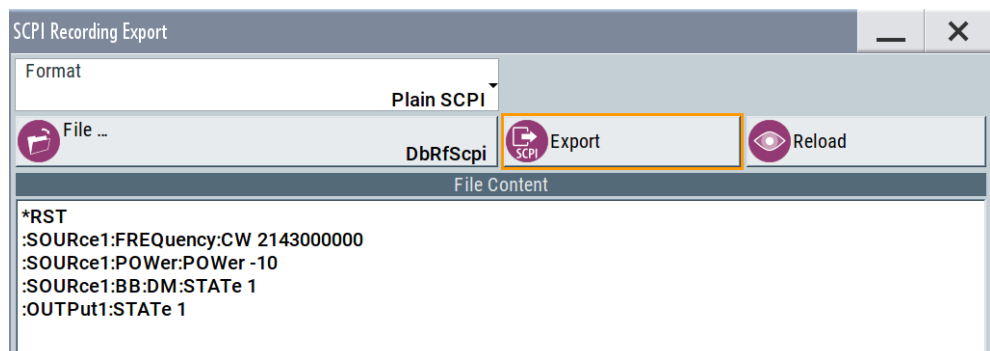 SCPI Recording Export
Format
Plain SCPI
File ...
DbRfScpi
SCPI
Export
Reload
File Content
*RST
:SOURce1:FREQuency:CW 2143000000
:SOURce1:POWer:POWer -10
:SOURce1:BB:DM:STATe 1
:OUTPut1:STATe 1